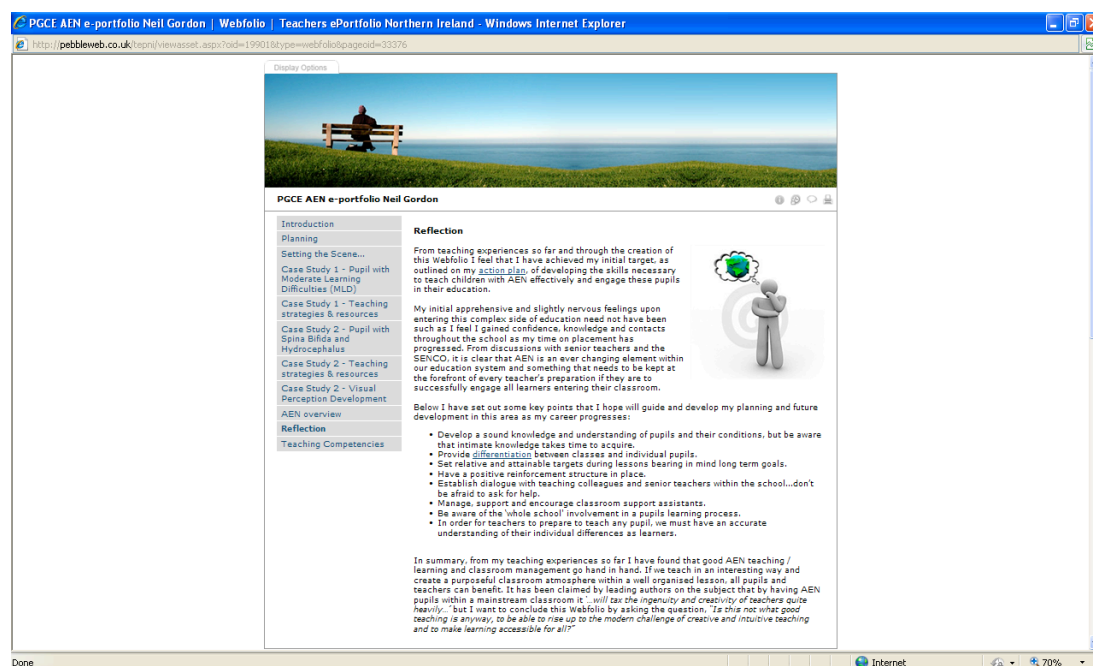 PGCE AEN e-portfolio Neil Gordon | Webfolio | Teachers ePortfolio Northern Ireland - Windows Internet Explorer
http://pebbleweb.co.uk/tepni/viewasset.aspx?oid=19901&type=webfolio&pageoid=33376
Display Options
PGCE AEN e-portfolio Neil Gordon
Introduction
Planning
Setting the Scene...
Case Study 1 - Pupil with
Moderate Learning
Difficulties (MLD)
Case Study 1 - Teaching
strategies & resources
Case Study 2 - Pupil with
Spina Bifida and
Hydrocephalus
Case Study 2 - Teaching
strategies & resources
Case Study 2 - Visual
Perception Development
AEN overview
Reflection
Teaching Competencies
Reflection
From teaching experiences so far and through the creation of
this Webfolio I feel that I have achieved my initial target, as
outlined on my action plan, of developing the skills necessary
to teach children with AEN effectively and engage these pupils
in their education.
My initial apprehensive and slightly nervous feelings upon
entering this complex side of education need not have been
such as I feel I gained confidence, knowledge and contacts
throughout the school as my time on placement has
progressed. From discussions with senior teachers and the
SENCO, it is clear that AEN is an ever changing element within
our education system and something that needs to be kept at
the forefront of every teacher's preparation if they are to
successfully engage all learners entering their classroom.
Below I have set out some key points that I hope will guide and develop my planning and future
development in this area as my career progresses:
• Develop a sound knowledge and understanding of pupils and their conditions, but be aware
that intimate knowledge takes time to acquire.
• Provide differentiation between classes and individual pupils.
• Set relative and attainable targets during lessons bearing in mind long term goals.
• Have a positive reinforcement structure in place.
• Establish dialogue with teaching colleagues and senior teachers within the school...don't
be afraid to ask for help.
• Manage, support and encourage classroom support assistants.
• Be aware of the 'whole school' involvement in a pupils learning process.
• In order for teachers to prepare to teach any pupil, we must have an accurate
understanding of their individual differences as learners.
In summary, from my teaching experiences so far I have found that good AEN teaching /
learning and classroom management go hand in hand. If we teach in an interesting way and
create a purposeful classroom atmosphere within a well organised lesson, all pupils and
teachers can benefit. It has been claimed by leading authors on the subject that by having AEN
pupils within a mainstream classroom it '...will tax the ingenuity and creativity of teachers quite
heavily...' but I want to conclude this Webfolio by asking the question, "Is this not what good
teaching is anyway, to be able to rise up to the modern challenge of creative and intuitive teaching
and to make learning accessible for all?"
Done
Internet
70%